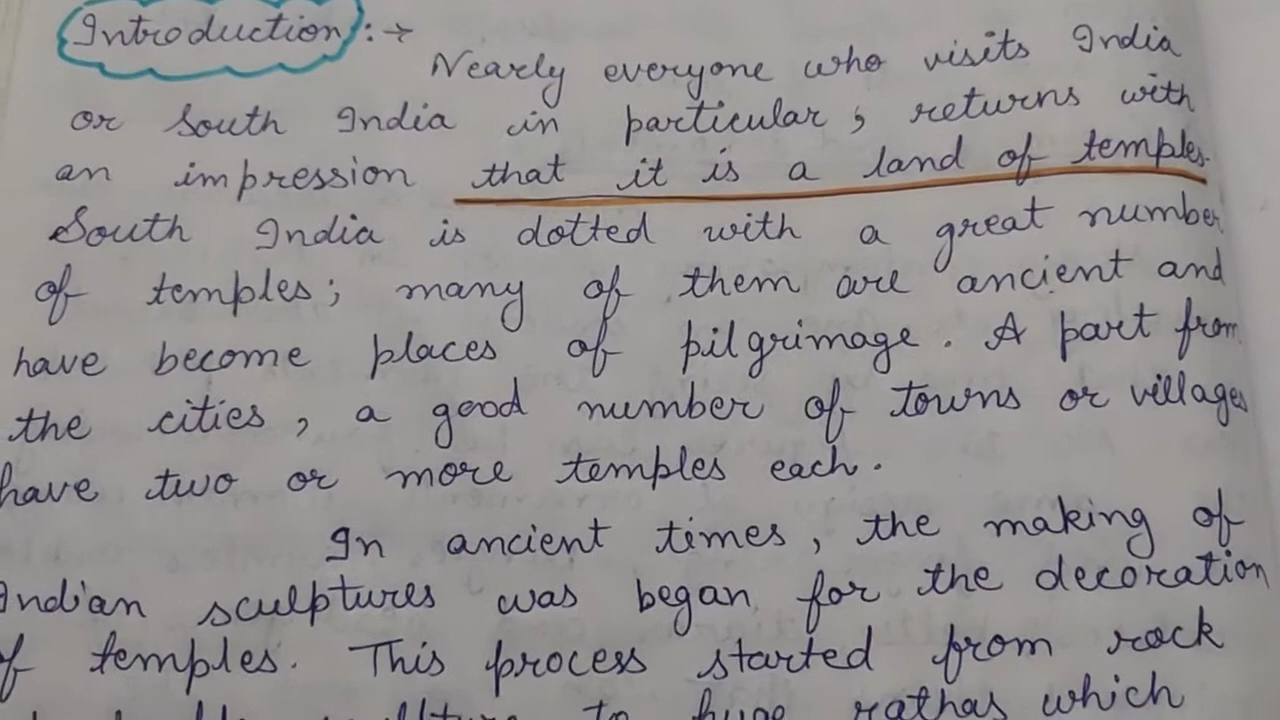 Introduction :→
Nearly everyone who visits India
or South India in particular, returns with
an impression that it is a land of temples.
South India is dotted with a great number
of temples; many of them are ancient and
have become places of pilgrimage. A part from
the cities, a good number of towns or villages
have two or more temples each.
In ancient times, the making of
Indian sculptures was began for the decoration
of temples. This process started from rock
to huge rathas which